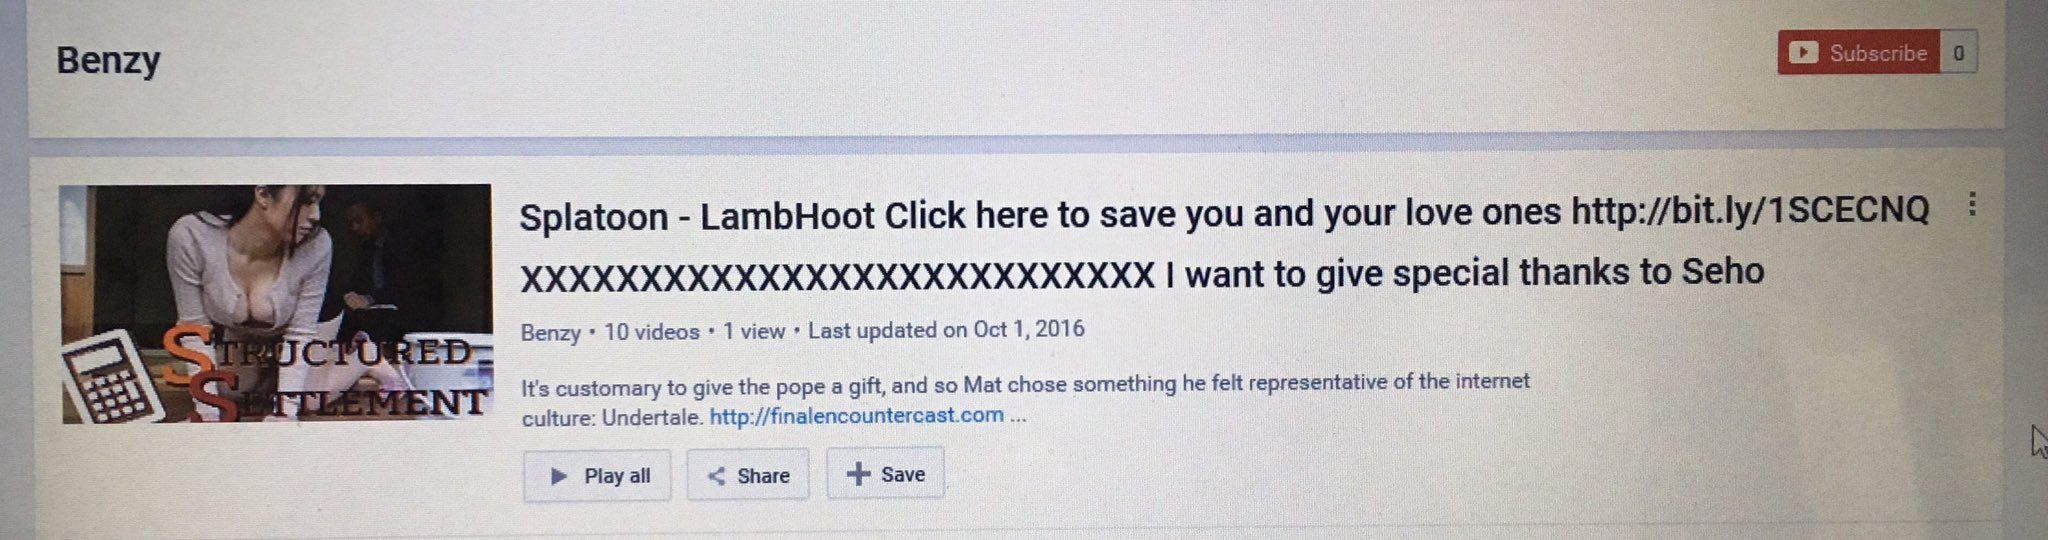 Benzy
Subscribe 0
Splatoon - LambHoot Click here to save you and your love ones http://bit.ly/1SCECNQ
XXXXXXXXXXXXXXXXXXXXXXXXXXX I want to give special thanks to Seho
Benzy • 10 videos • 1 view • Last updated on Oct 1, 2016
STRUCTURED
SETTLEMENT
It's customary to give the pope a gift, and so Mat chose something he felt representative of the internet
culture: Undertale. http://finalencountercast.com ...
Play all Share Save